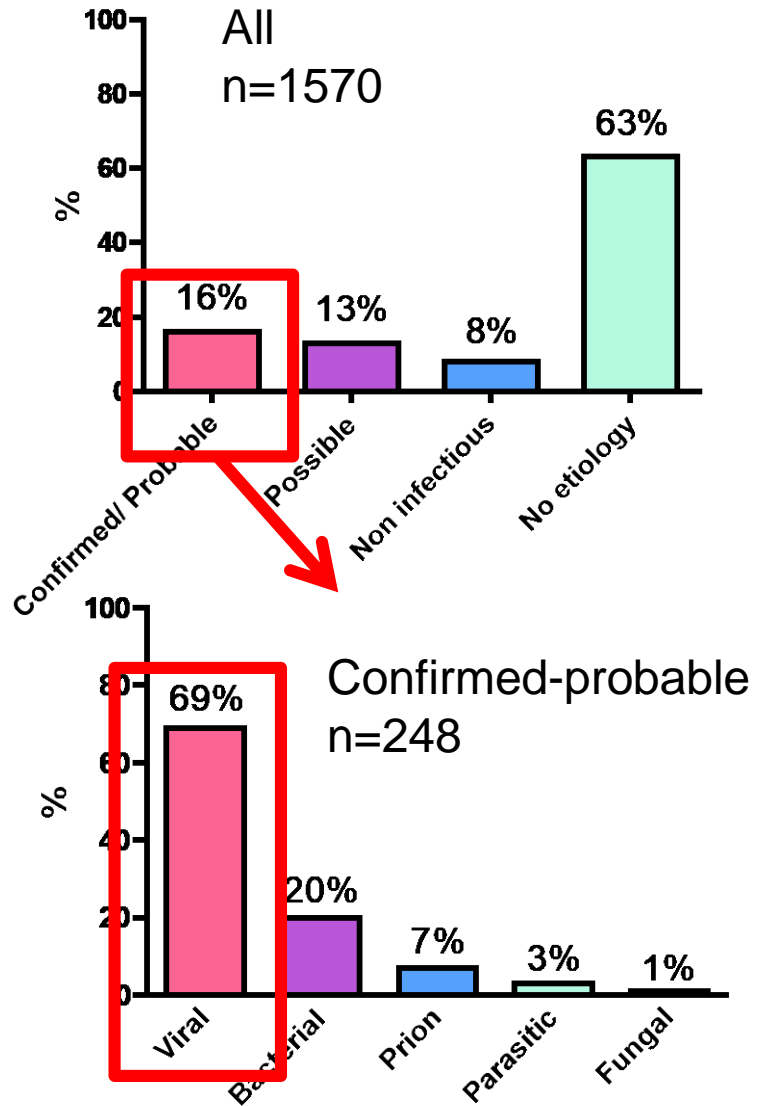 All
n=1570
%
100
80
60
40
20
0
16%
13%
8%
63%
Confirmed/ Probable
Possible
Non infectious
No etiology
Confirmed-probable
n=248
%
100
80
60
40
20
0
69%
20%
7%
3%
1%
Viral
Bacterial
Prion
Parasitic
Fungal